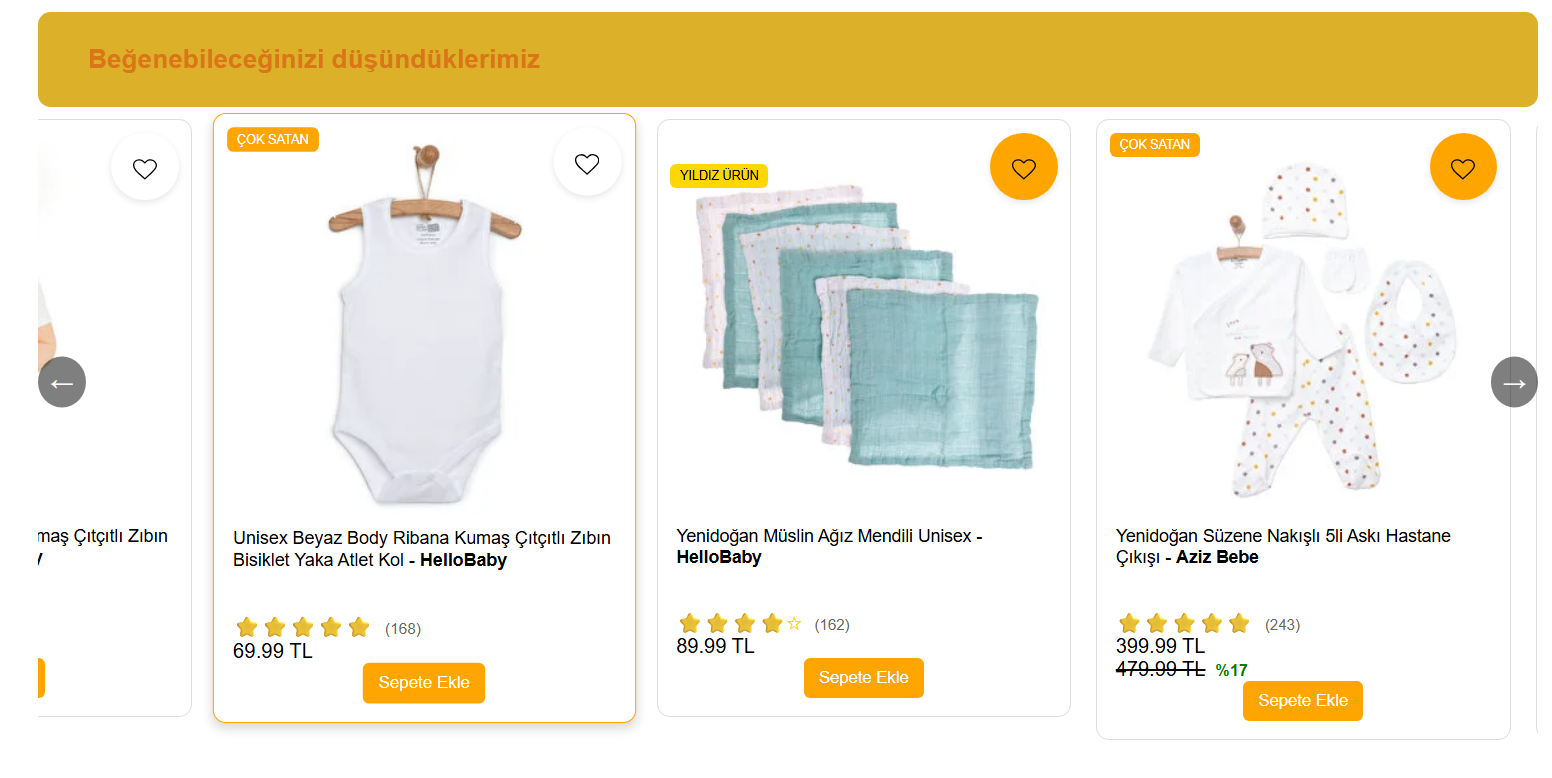 Beğenebileceğinizi düşündüklerimiz
maş Çıtçıtlı Zıbın
ÇOK SATAN
Unisex Beyaz Body Ribana Kumaş Çıtçıtlı Zıbın
Bisiklet Yaka Atlet Kol - HelloBaby
(168)
69.99 TL
Sepete Ekle
YILDIZ ÜRÜN
Yenidoğan Müslin Ağız Mendili Unisex -
HelloBaby
(162)
89.99 TL
Sepete Ekle
ÇOK SATAN
Yenidoğan Süzene Nakışlı 5li Askı Hastane
Çıkışı - Aziz Bebe
(243)
399.99 TL
479.99 TL %17
Sepete Ekle